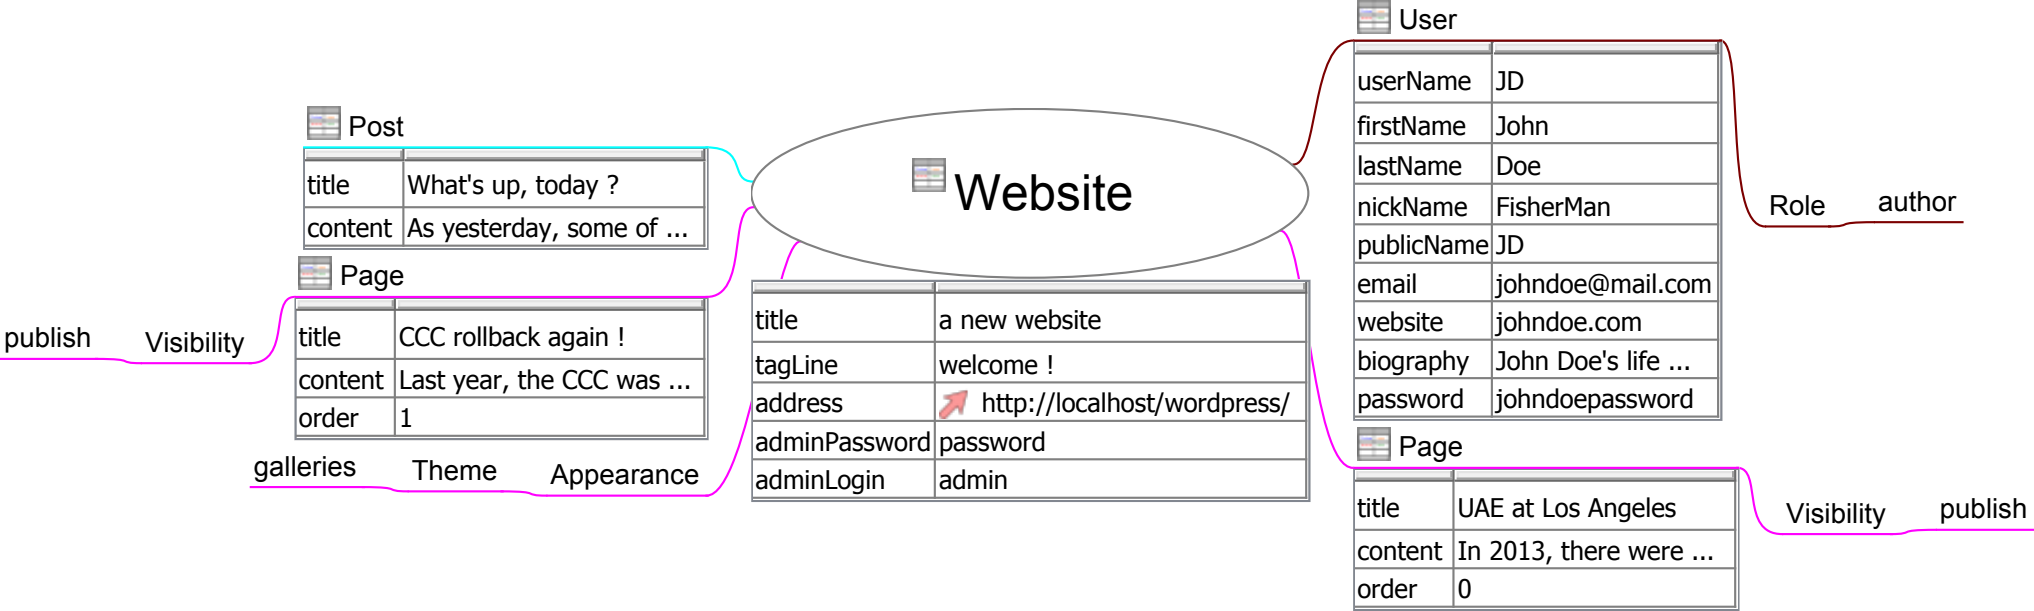 Website
title a new website
tagLine welcome !
address http://localhost/wordpress/
adminPassword password
adminLogin admin
User
userName JD
firstName John
lastName Doe
nickName FisherMan
publicName JD
email johndoe@mail.com
website johndoe.com
biography John Doe's life ...
password johndoepassword
Role
author
Page
title UAE at Los Angeles
content In 2013, there were ...
order 0
Visibility
publish
Post
title What's up, today ?
content As yesterday, some of ...
Page
title CCC rollback again !
content Last year, the CCC was ...
order 1
Visibility
publish
Appearance
Theme
galleries